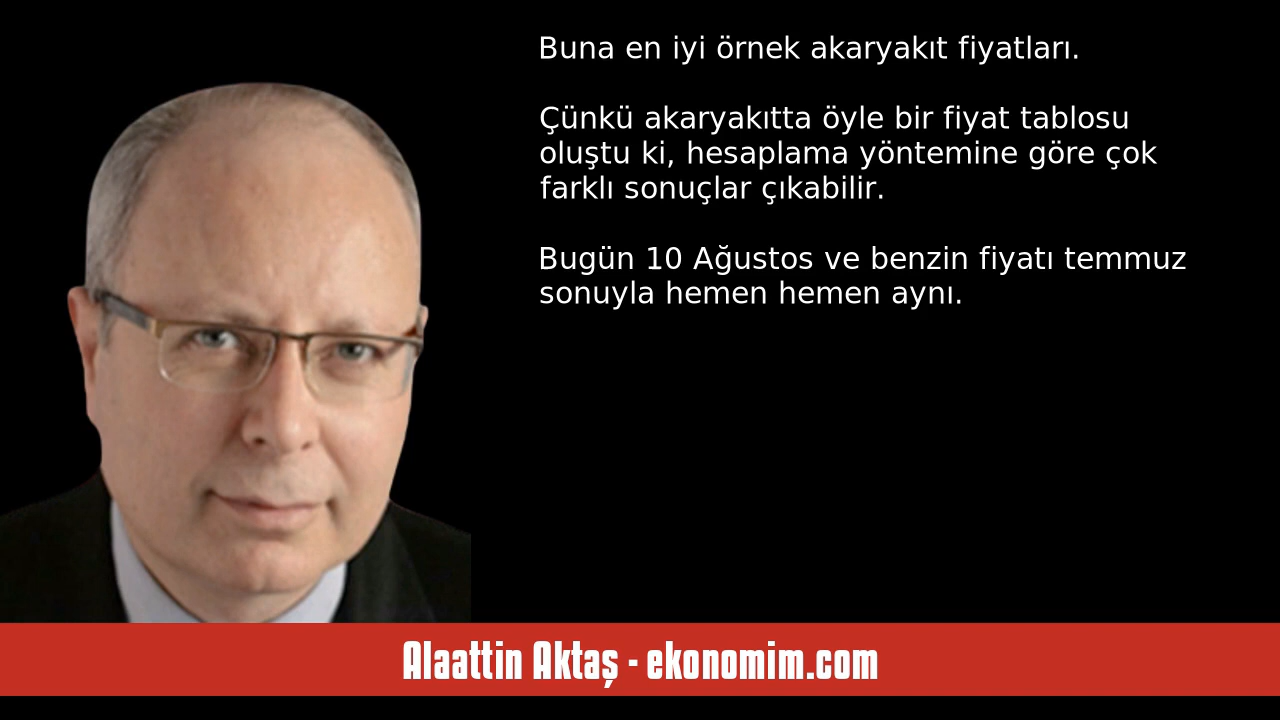 Buna en iyi örnek akaryakıt fiyatları.
Çünkü akaryakıtta öyle bir fiyat tablosu
oluştu ki, hesaplama yöntemine göre çok
farklı sonuçlar çıkabilir.
Bugün 10 Ağustos ve benzin fiyatı temmuz
sonuyla hemen hemen aynı.
Alaattin Aktaş - ekonomim.com